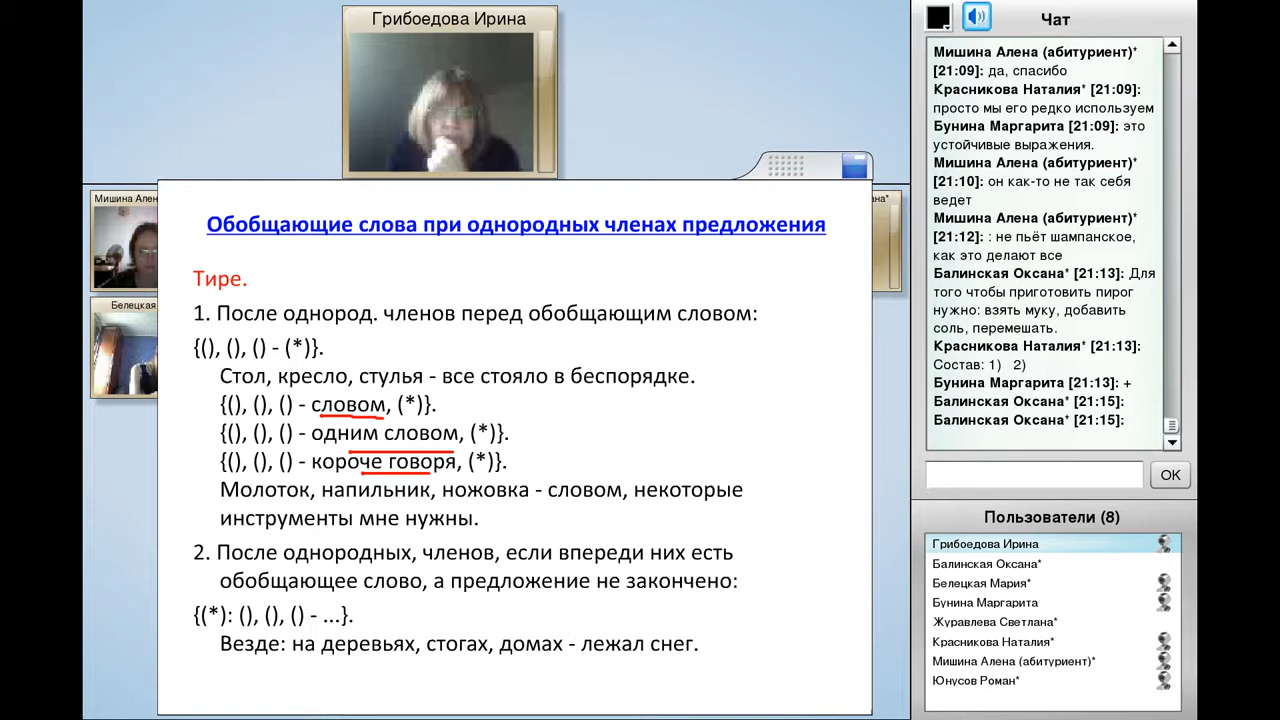 Грибоедова Ирина
Мишина Ален
ана*
Белецкая
Обобщающие слова при однородных членах предложения
Тире.
1. После однород. членов перед обобщающим словом:
{(), (), () - (*)}.
Стол, кресло, стулья - все стояло в беспорядке.
{(), (), () - словом, (*)}.
{(), (), () - одним словом, (*)}.
{(), (), () - короче говоря, (*)}.
Молоток, напильник, ножовка - словом, некоторые
инструменты мне нужны.
2. После однородных, членов, если впереди них есть
обобщающее слово, а предложение не закончено:
{(*): (), (), () - ...}.
Везде: на деревьях, стогах, домах - лежал снег.
Чат
Мишина Алена (абитуриент)*
[21:09]: да, спасибо
Красникова Наталия* [21:09]:
просто мы его редко используем
Бунина Маргарита [21:09]: это
устойчивые выражения.
Мишина Алена (абитуриент)*
[21:10]: он как-то не так себя
ведет
Мишина Алена (абитуриент)*
[21:12]: : не пьёт шампанское,
как это делают все
Балинская Оксана* [21:13]: Для
того чтобы приготовить пирог
нужно: взять муку, добавить
соль, перемешать.
Красникова Наталия* [21:13]:
Состав: 1) 2)
Бунина Маргарита [21:13]: +
Балинская Оксана* [21:15]:
Балинская Оксана* [21:15]:
OK
Пользователи (8)
Грибоедова Ирина
Балинская Оксана*
Белецкая Мария*
Бунина Маргарита
Журавлева Светлана*
Красникова Наталия*
Мишина Алена (абитуриент)*
Юнусов Роман*